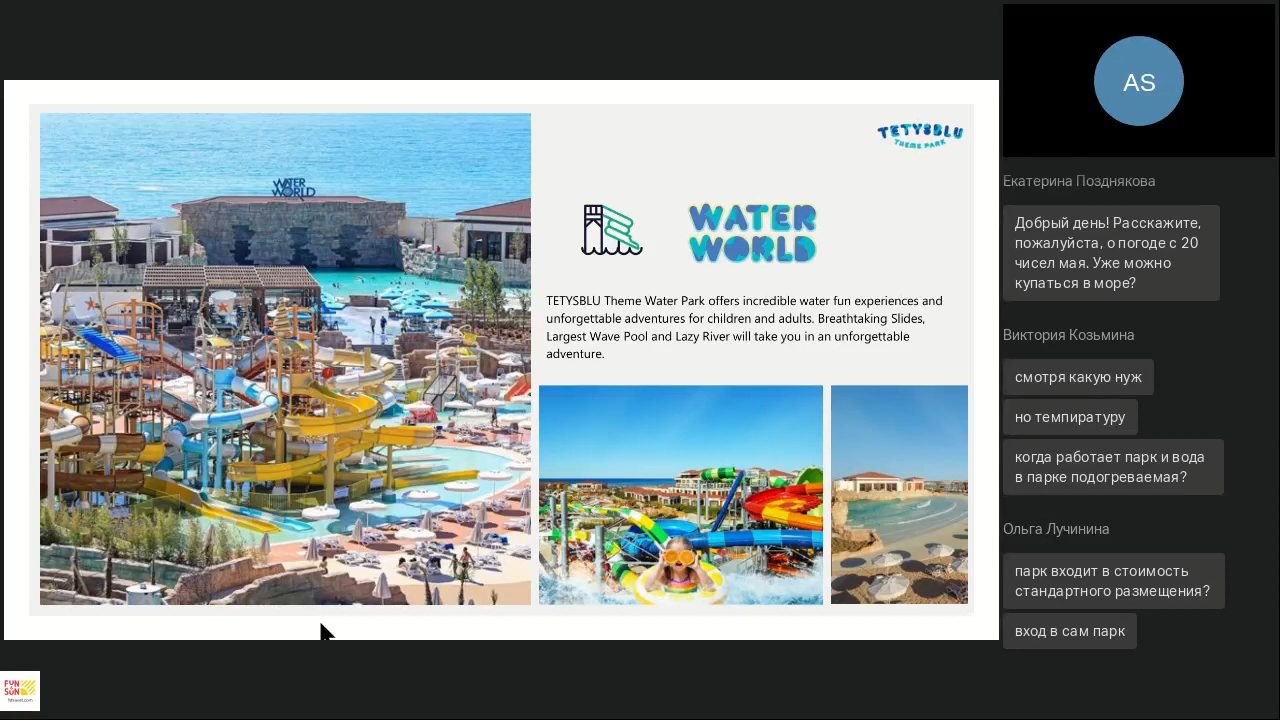 WATER
WORLD
TETYSBLU
THEME PARK
WATER
WORLD
TETYSBLU Theme Water Park offers incredible water fun experiences and
unforgettable adventures for children and adults. Breathtaking Slides,
Largest Wave Pool and Lazy River will take you in an unforgettable
adventure.
AS
Екатерина Позднякова
Добрый день! Расскажите,
пожалуйста, о погоде с 20
чисел мая. Уже можно
купаться в море?
Виктория Козьмина
смотря какую нуж
но темпиратуру
когда работает парк и вода
в парке подогреваемая?
Ольга Лучинина
парк входит в стоимость
стандартного размещения?
вход в сам парк
FUN
SUN
fstravel.com